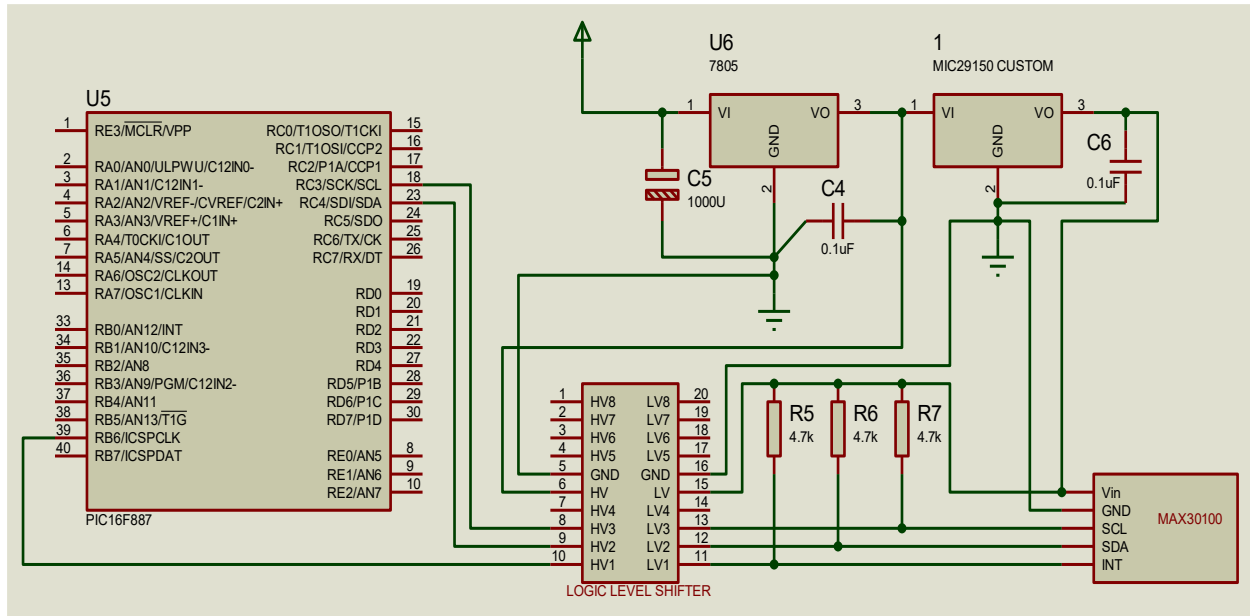 U5
1 RE3/MCLR/VPP
2 RA0/AN0/ULPWU/C12IN0-
3 RA1/AN1/C12IN1-
4 RA2/AN2/VREF-/CVREF/C2IN+
5 RA3/AN3/VREF+/C1IN+
6 RA4/T0CKI/C1OUT
7 RA5/AN4/SS/C2OUT
14 RA6/OSC2/CLKOUT
13 RA7/OSC1/CLKIN
33 RB0/AN12/INT
34 RB1/AN10/C12IN3-
35 RB2/AN8
36 RB3/AN9/PGM/C12IN2-
37 RB4/AN11
38 RB5/AN13/T1G
39 RB6/ICSPCLK
40 RB7/ICSPDAT
RC0/T1OSO/T1CKI 15
RC1/T1OSI/CCP2 16
RC2/P1A/CCP1 17
RC3/SCK/SCL 18
RC4/SDI/SDA 23
RC5/SDO 24
RC6/TX/CK 25
RC7/RX/DT 26
RD0 19
RD1 20
RD2 21
RD3 22
RD4 27
RD5/P1B 28
RD6/P1C 29
RD7/P1D 30
RE0/AN5 8
RE1/AN6 9
RE2/AN7 10
PIC16F887
U6
7805
1 VI VO 3
GND
2
C5
1000U
C4
0.1uF
1
MIC29150 CUSTOM
1 VI VO 3
GND
2
C6
0.1uF
1 HV8 LV8 20
2 HV7 LV7 19
3 HV6 LV6 18
4 HV5 LV5 17
5 GND GND 16
6 HV LV 15
7 HV4 LV4 14
8 HV3 LV3 13
9 HV2 LV2 12
10 HV1 LV1 11
LOGIC LEVEL SHIFTER
R5
4.7k
R6
4.7k
R7
4.7k
Vin
GND
SCL
SDA
INT
MAX30100